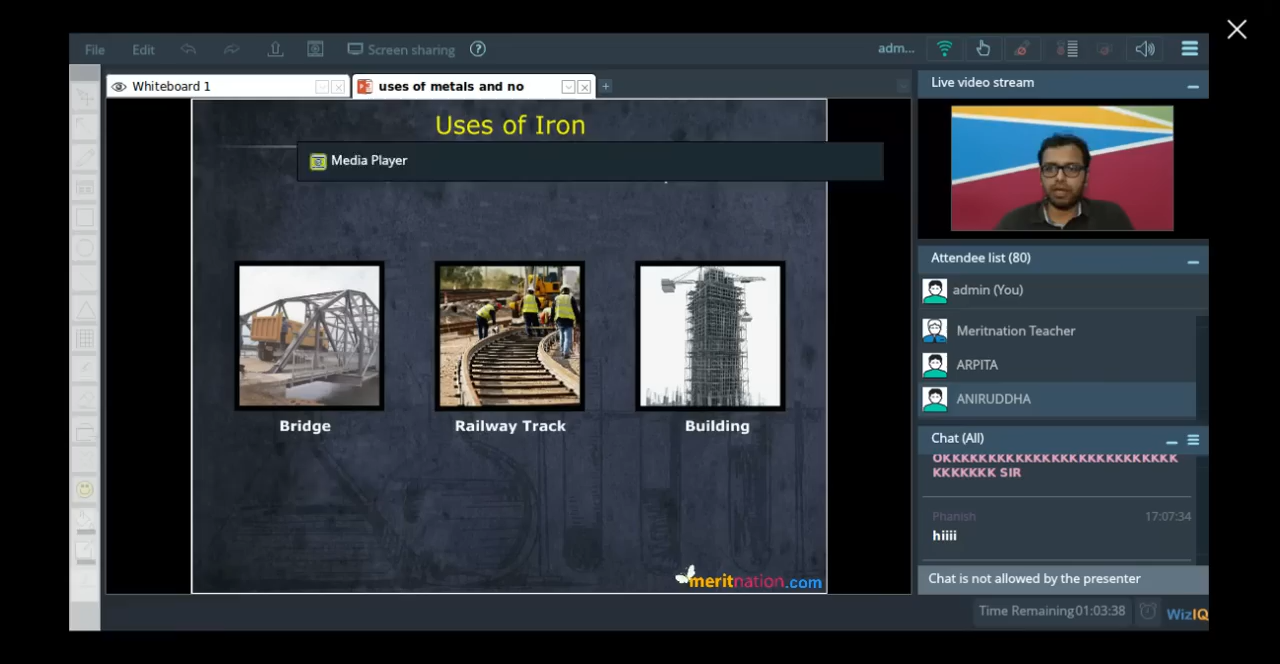 File Edit Screen sharing ? adm...
Whiteboard 1
uses of metals and no
Live video stream
Uses of Iron
Media Player
Attendee list (80)
admin (You)
Meritnation Teacher
ARPITA
ANIRUDDHA
Bridge
Railway Track
Building
Chat (All)
KKKKKKK SIR
Phanish 17:07:34
hiiii
meritnation.com
Chat is not allowed by the presenter
Time Remaining 01:03:38
WizIQ